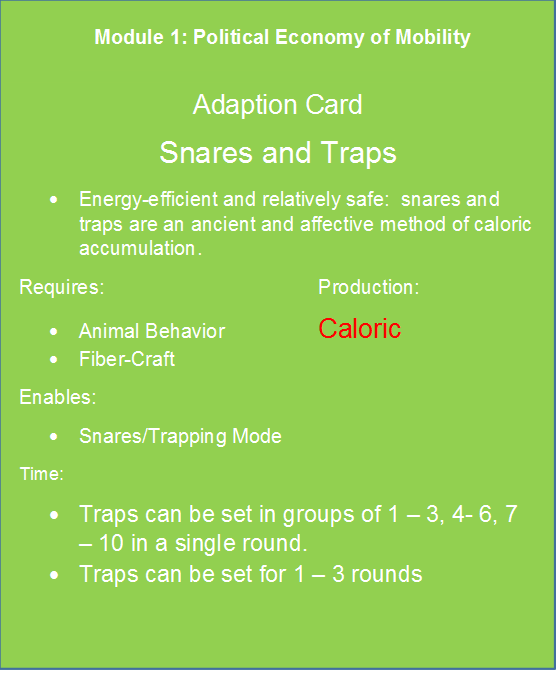 Module 1: Political Economy of Mobility
Adaption Card
Snares and Traps
• Energy-efficient and relatively safe:  snares and
traps are an ancient and affective method of caloric
accumulation.
Requires:
• Animal Behavior
• Fiber-Craft
Production:
Caloric
Enables:
• Snares/Trapping Mode
Time:
• Traps can be set in groups of 1 – 3, 4- 6, 7
– 10 in a single round.
• Traps can be set for 1 – 3 rounds